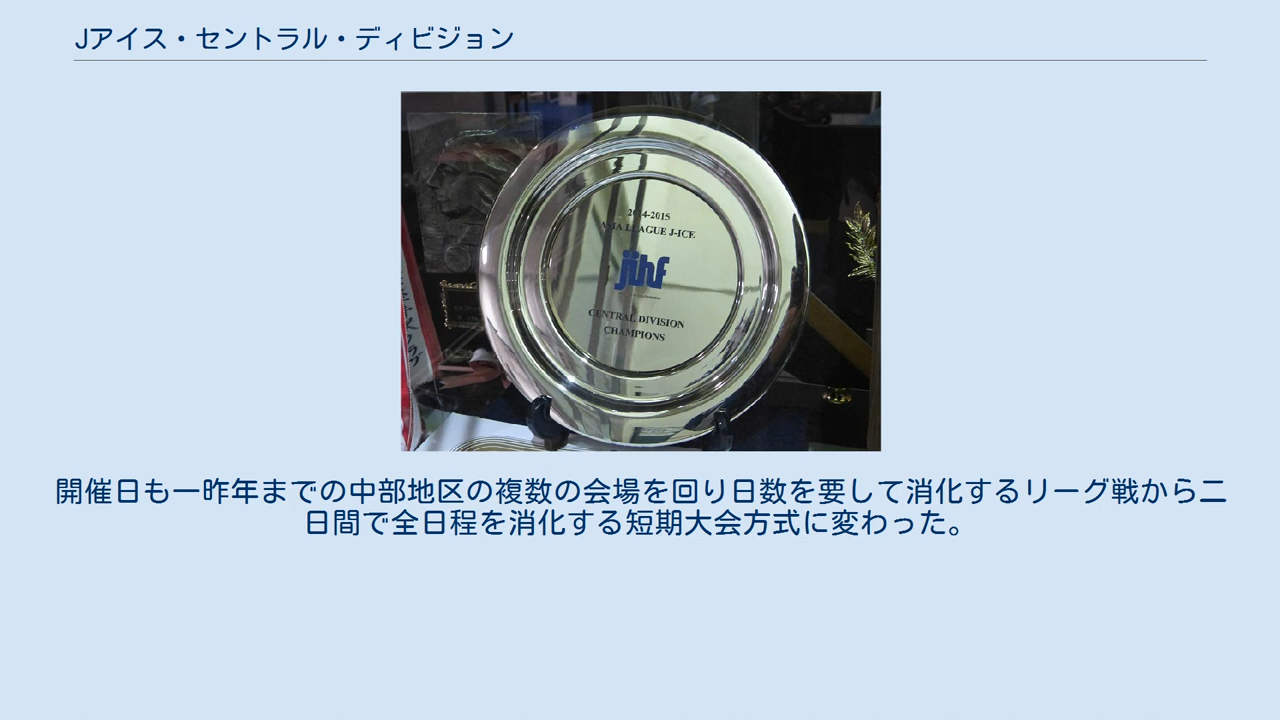 Jアイス・セントラル・ディビジョン
2014-2015
ASIA LEAGUE J-ICE
jihf
CENTRAL DIVISION
CHAMPIONS
開催日も一昨年までの中部地区の複数の会場を回り日数を要して消化するリーグ戦から二
日間で全日程を消化する短期大会方式に変わった。